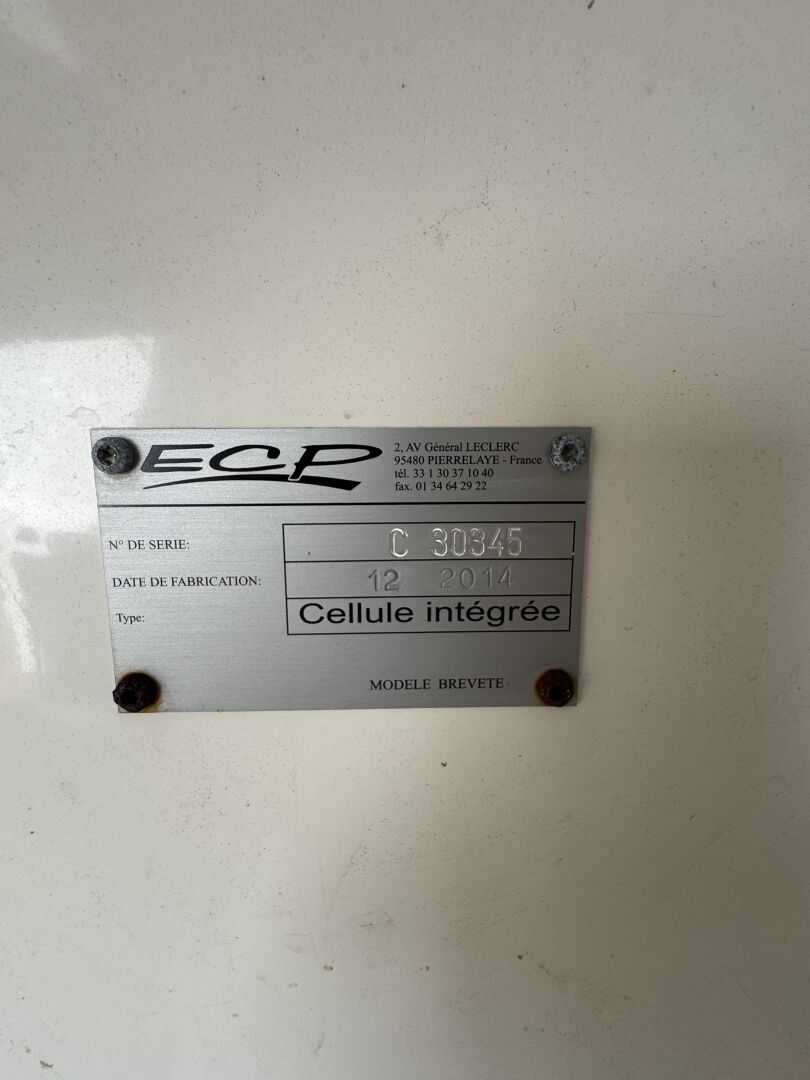 ECP
2, AV Général LECLERC
95480 PIERRELAYE - France
tél. 33 1 30 37 10 40
fax. 01 34 64 29 22
N° DE SERIE: C 30345
DATE DE FABRICATION: 12 2014
Type: Cellule intégrée
MODELE BREVETE